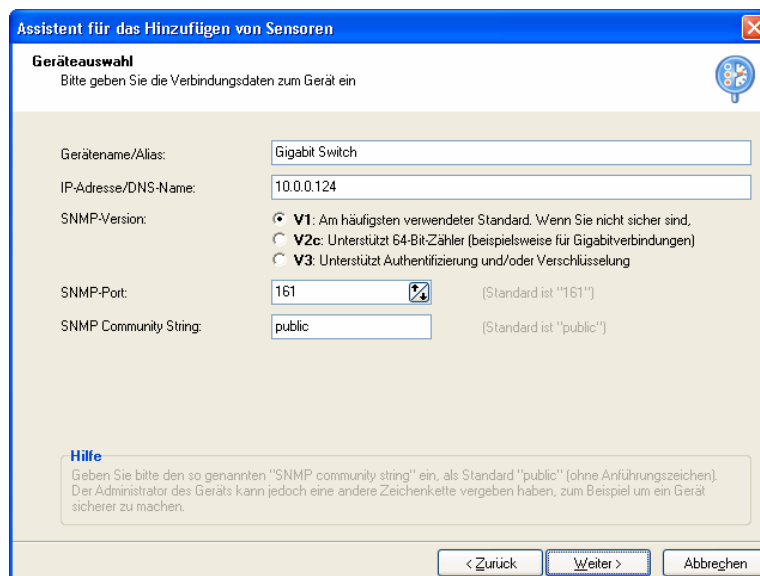 Assistent für das Hinzufügen von Sensoren
Geräteauswahl
Bitte geben Sie die Verbindungsdaten zum Gerät ein
Gerätename/Alias: Gigabit Switch
IP-Adresse/DNS-Name: 10.0.0.124
SNMP-Version: V1: Am häufigsten verwendeter Standard. Wenn Sie nicht sicher sind,
V2c: Unterstützt 64-Bit-Zähler (beispielsweise für Gigabitverbindungen)
V3: Unterstützt Authentifizierung und/oder Verschlüsselung
SNMP-Port: 161 (Standard ist "161")
SNMP Community String: public (Standard ist "public")
Hilfe
Geben Sie bitte den so genannten "SNMP community string" ein, als Standard "public" (ohne Anführungszeichen).
Der Administrator des Geräts kann jedoch eine andere Zeichenkette vergeben haben, zum Beispiel um ein Gerät
sicherer zu machen.
< Zurück Weiter > Abbrechen